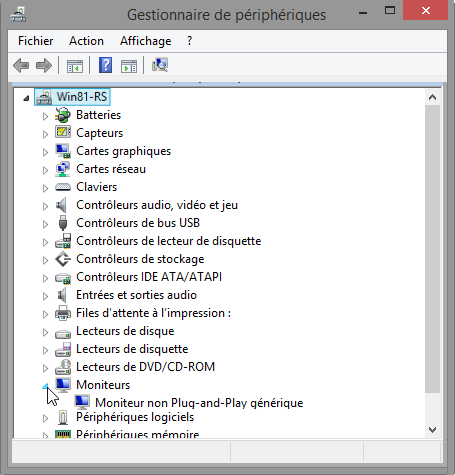 Gestionnaire de périphériques
Fichier Action Affichage ?
Win81-RS
Batteries
Capteurs
Cartes graphiques
Cartes réseau
Claviers
Contrôleurs audio, vidéo et jeu
Contrôleurs de bus USB
Contrôleurs de lecteur de disquette
Contrôleurs de stockage
Contrôleurs IDE ATA/ATAPI
Entrées et sorties audio
Files d'attente à l'impression :
Lecteurs de disque
Lecteurs de disquette
Lecteurs de DVD/CD-ROM
Moniteurs
Moniteur non Plug-and-Play générique
Périphériques logiciels
Périphériques mémoire